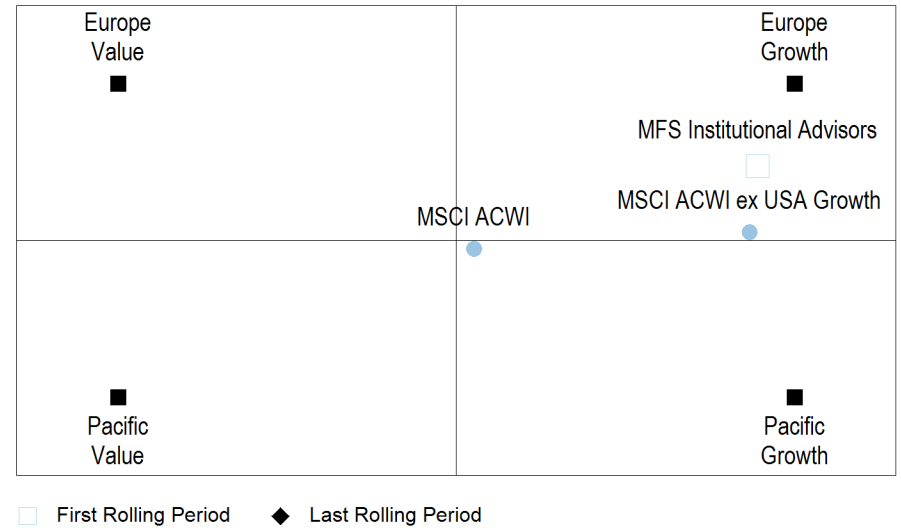 Europe
Value
Europe
Growth
MFS Institutional Advisors
MSCI ACWI ex USA Growth
MSCI ACWI
Pacific
Value
Pacific
Growth
First Rolling Period
Last Rolling Period